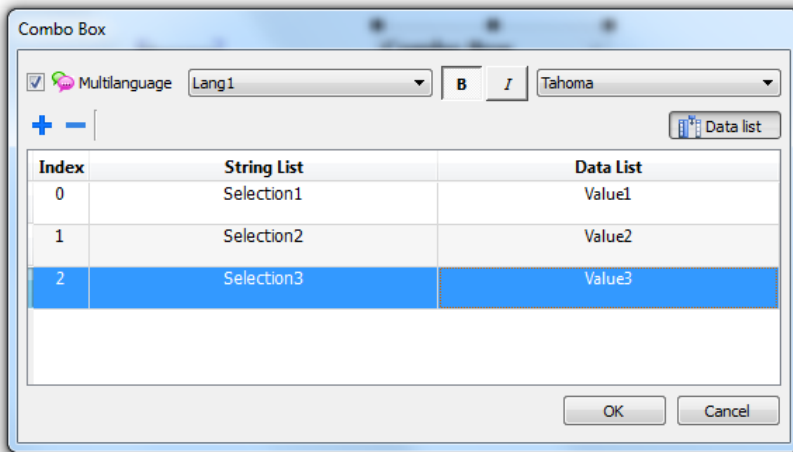 Combo Box
Multilanguage Lang1 B I Tahoma
Data list
Index String List Data List
0 Selection1 Value1
1 Selection2 Value2
2 Selection3 Value3
OK Cancel